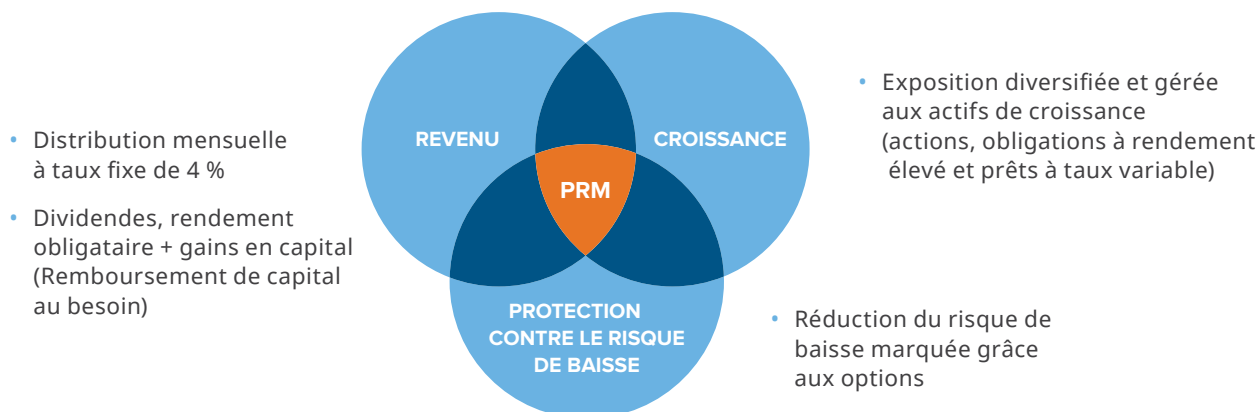 • Distribution mensuelle
à taux fixe de 4 %
• Dividendes, rendement
obligataire + gains en capital
(Remboursement de capital
au besoin)
REVENU
CROISSANCE
PRM
PROTECTION
CONTRE LE RISQUE
DE BAISSE
• Exposition diversifiée et gérée
aux actifs de croissance
(actions, obligations à rendement
élevé et prêts à taux variable)
• Réduction du risque de
baisse marquée grâce
aux options